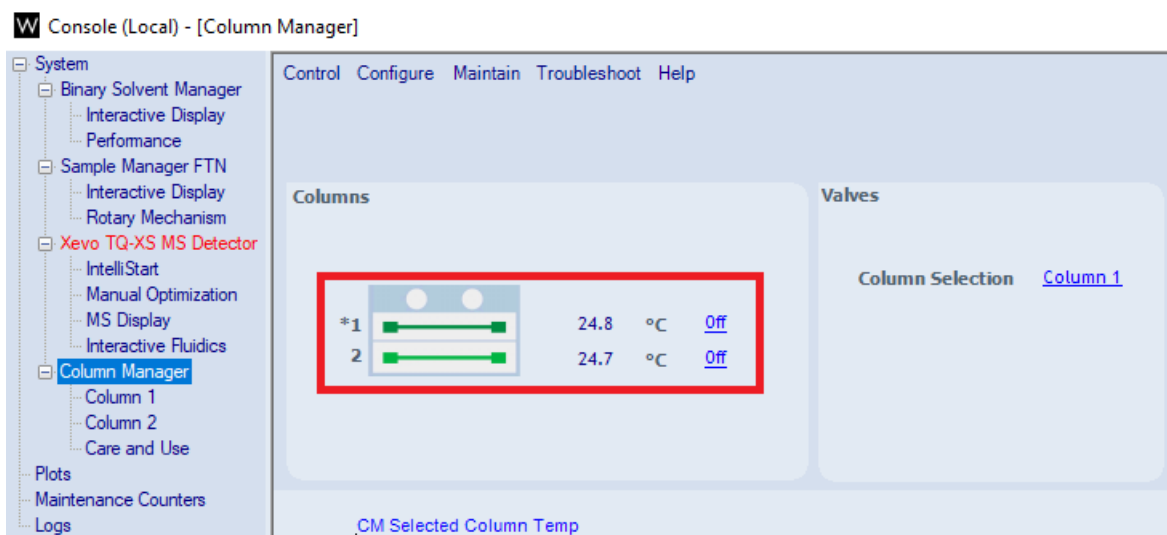 W Console (Local) - [Column Manager]
System
Binary Solvent Manager
Interactive Display
Performance
Sample Manager FTN
Interactive Display
Rotary Mechanism
Xevo TQ-XS MS Detector
IntelliStart
Manual Optimization
MS Display
Interactive Fluidics
Column Manager
Column 1
Column 2
Care and Use
Plots
Maintenance Counters
Logs
Control Configure Maintain Troubleshoot Help
Columns
*1 24.8 °C Off
2 24.7 °C Off
Valves
Column Selection Column 1
CM Selected Column Temp